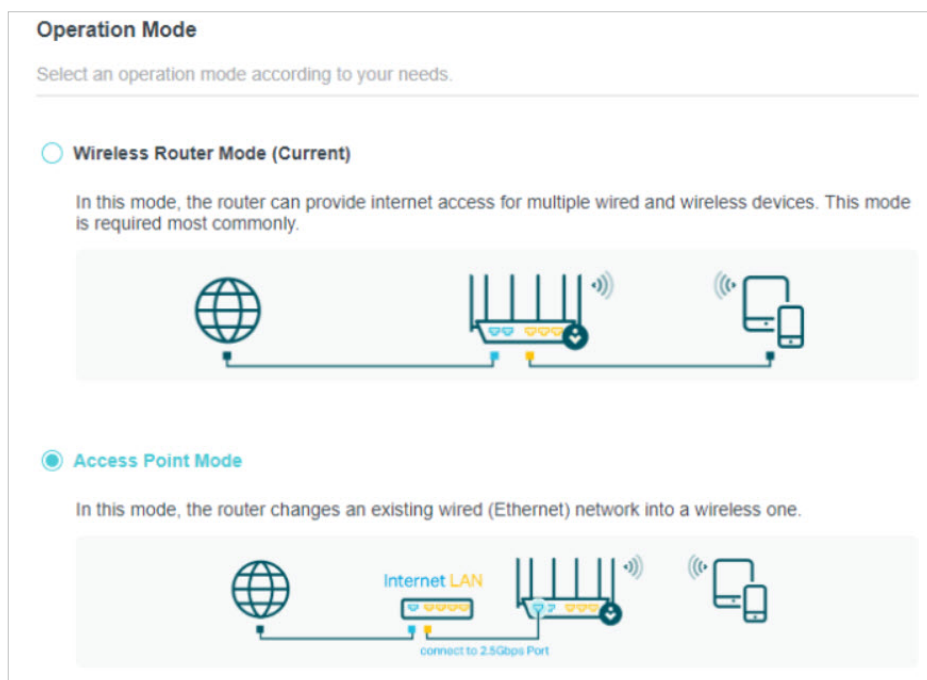 Operation Mode
Select an operation mode according to your needs.
Wireless Router Mode (Current)
In this mode, the router can provide internet access for multiple wired and wireless devices. This mode
is required most commonly.
Access Point Mode
In this mode, the router changes an existing wired (Ethernet) network into a wireless one.
Internet LAN
connect to 2.5Gbps Port